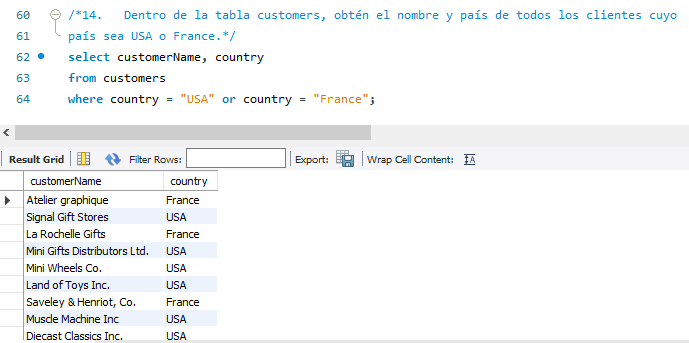 60 /*14. Dentro de la tabla customers, obtén el nombre y país de todos los clientes cuyo
61 país sea USA o France.*/
62 select customerName, country
63 from customers
64 where country = "USA" or country = "France";
Result Grid Filter Rows: Export: Wrap Cell Content: IA
customerName country
Atelier graphique France
Signal Gift Stores USA
La Rochelle Gifts France
Mini Gifts Distributors Ltd. USA
Mini Wheels Co. USA
Land of Toys Inc. USA
Saveley & Henriot, Co. France
Muscle Machine Inc USA
Diecast Classics Inc. USA